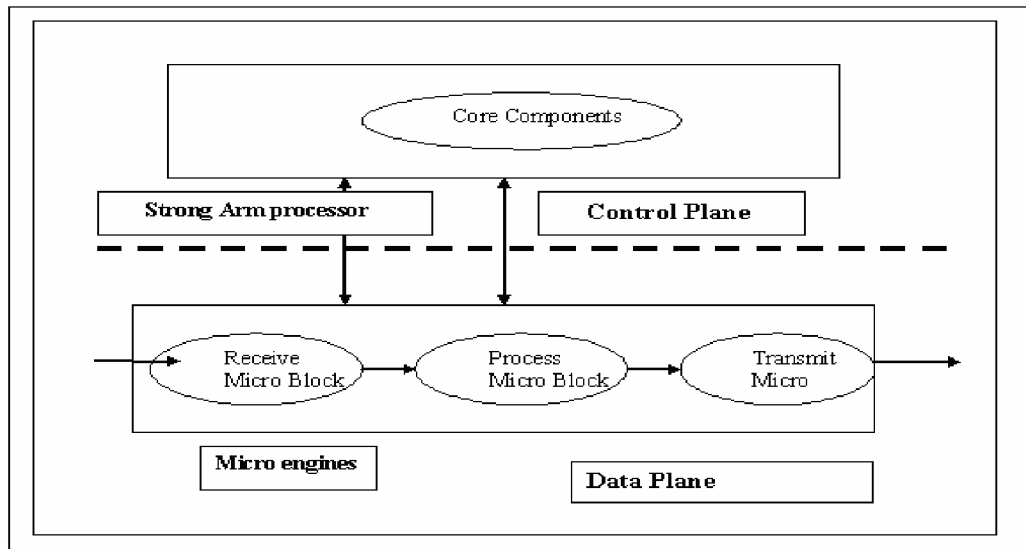 Core Components
Strong Arm processor
Control Plane
Receive
Micro Block
Process
Micro Block
Transmit
Micro
Micro engines
Data Plane